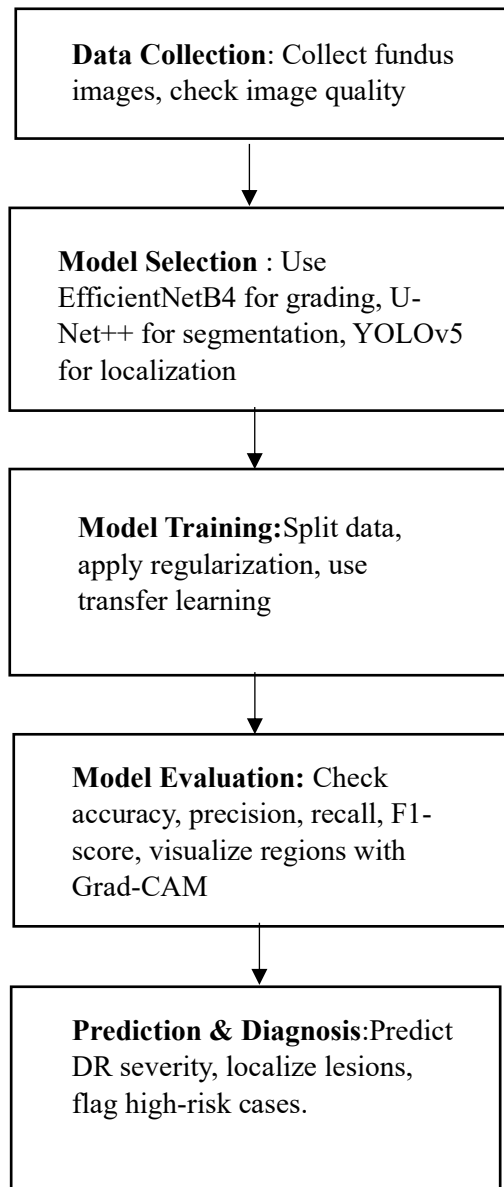 Data Collection: Collect fundus
images, check image quality
Model Selection : Use
EfficientNetB4 for grading, U-
Net++ for segmentation, YOLOv5
for localization
Model Training:Split data,
apply regularization, use
transfer learning
Model Evaluation: Check
accuracy, precision, recall, F1-
score, visualize regions with
Grad-CAM
Prediction & Diagnosis:Predict
DR severity, localize lesions,
flag high-risk cases.